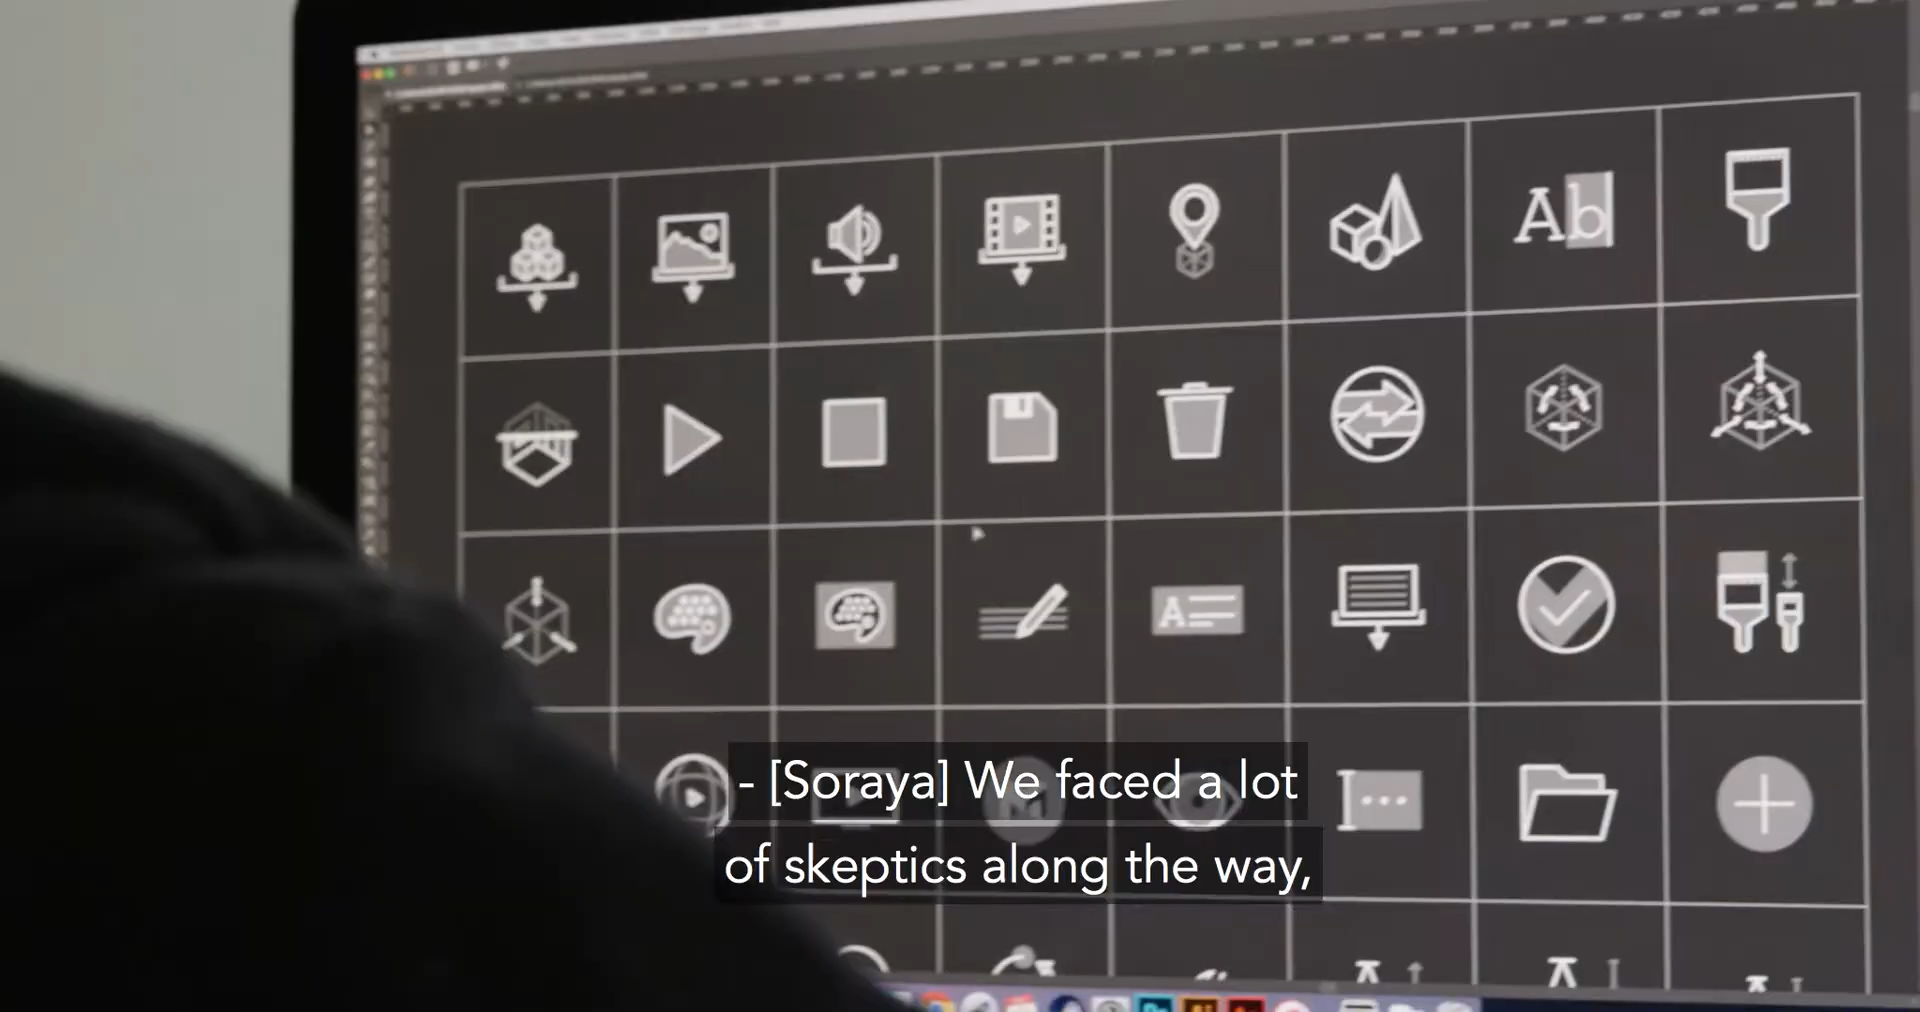 Ab
A
M
- [Soraya] We faced a lot
of skeptics along the way,